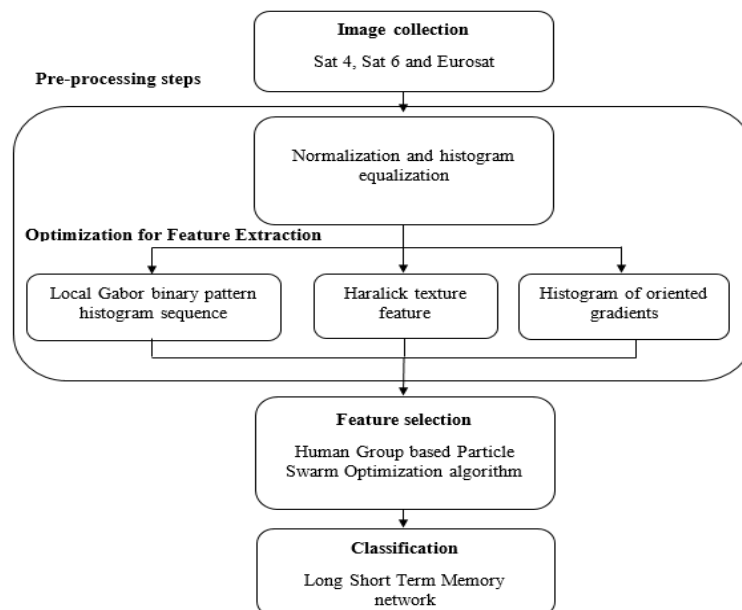 Image collection
Sat 4, Sat 6 and Eurosat
Pre-processing steps
Normalization and histogram
equalization
Optimization for Feature Extraction
Local Gabor binary pattern
histogram sequence
Haralick texture
feature
Histogram of oriented
gradients
Feature selection
Human Group based Particle
Swarm Optimization algorithm
Classification
Long Short Term Memory
network